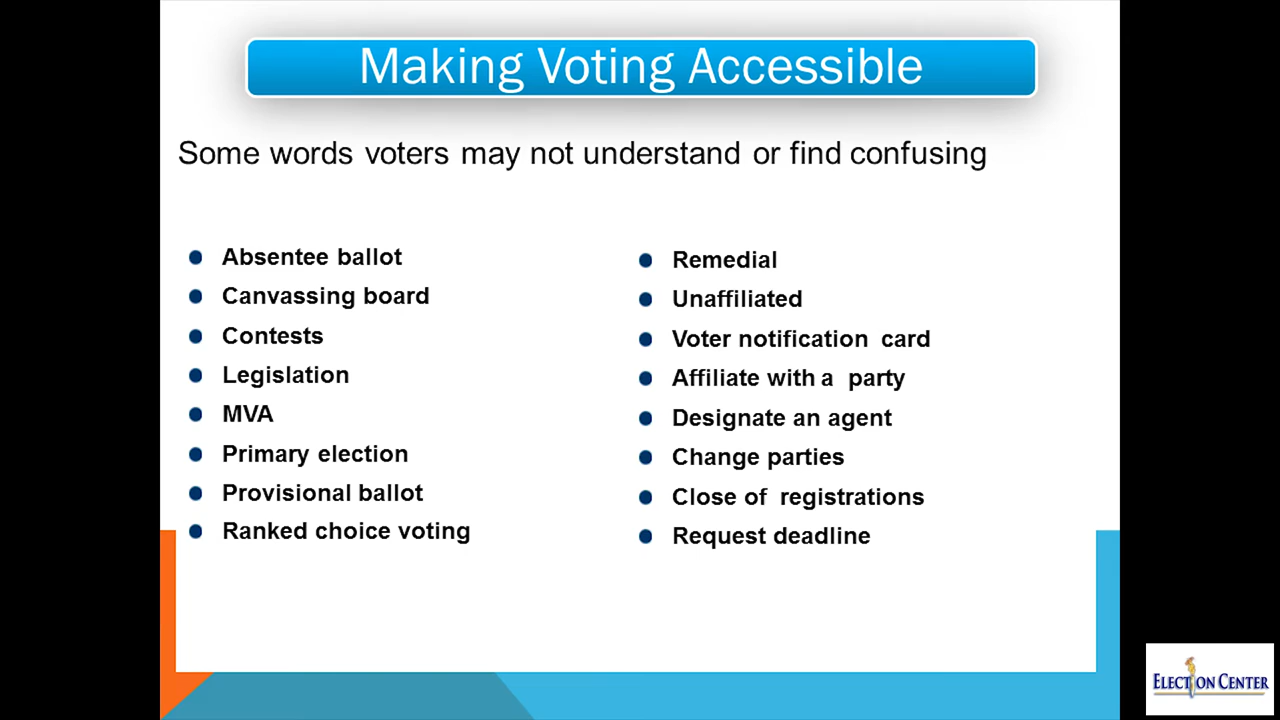 Making Voting Accessible
Some words voters may not understand or find confusing
Absentee ballot
Canvassing board
Contests
Legislation
MVA
Primary election
Provisional ballot
Ranked choice voting
Remedial
Unaffiliated
Voter notification card
Affiliate with a party
Designate an agent
Change parties
Close of registrations
Request deadline
ELECTION CENTER